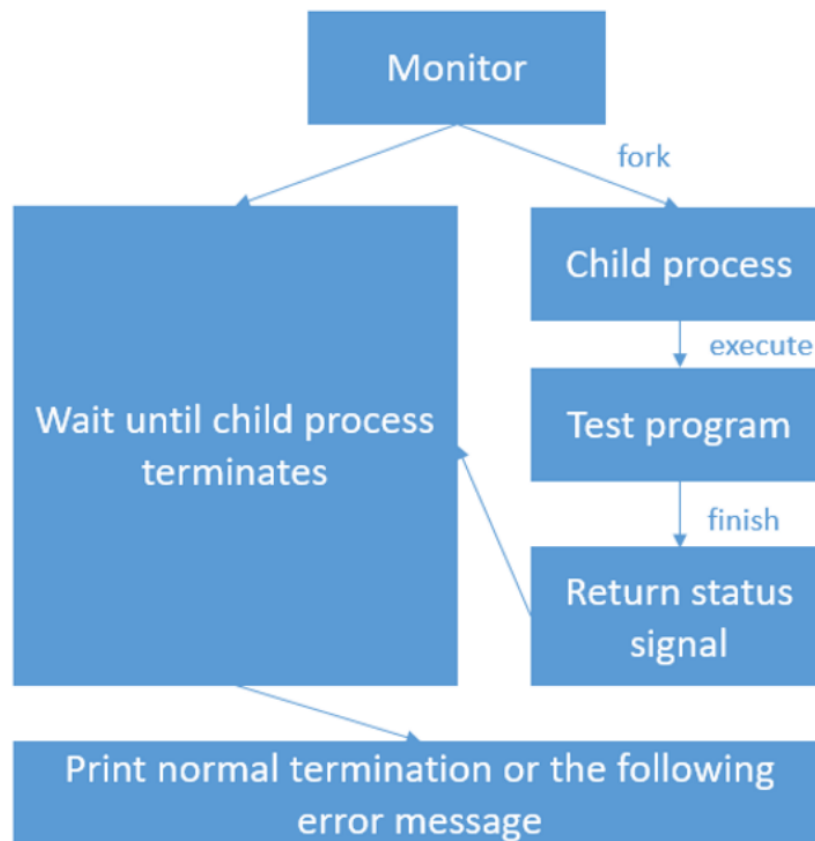 Monitor
fork
Child process
execute
Wait until child process
terminates
Test program
finish
Return status
signal
Print normal termination or the following
error message